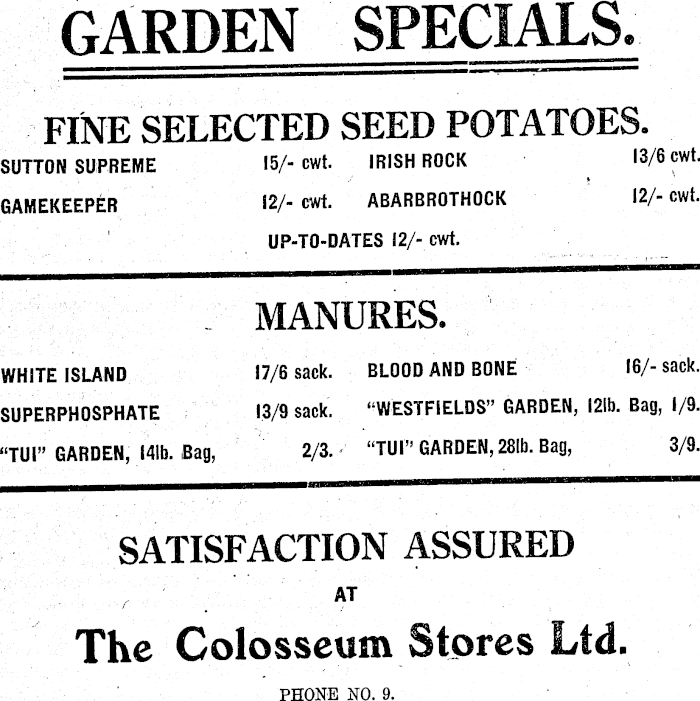 GARDEN SPECIALS.
FINE SELECTED SEED POTATOES.
SUTTON SUPREME 15/- cwt. IRISH ROCK 13/6 cwt.
GAMEKEEPER 12/- cwt. ABARBROTHOCK 12/- cwt.
UP-TO-DATES 12/- cwt.
MANURES.
WHITE ISLAND 17/6 sack. BLOOD AND BONE 16/- sack.
SUPERPHOSPHATE 13/9 sack. "WESTFIELDS" GARDEN, 12lb. Bag, 1/9.
"TUI" GARDEN, 14lb. Bag, 2/3. "TUI" GARDEN, 28lb. Bag, 3/9.
SATISFACTION ASSURED
AT
The Colosseum Stores Ltd.
PHONE NO. 9.